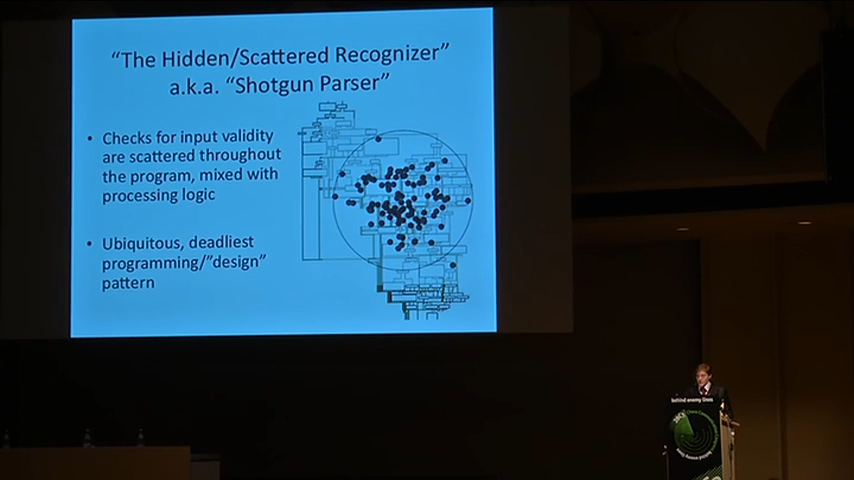 “The Hidden/Scattered Recognizer”
a.k.a. “Shotgun Parser”
• Checks for input validity
are scattered throughout
the program, mixed with
processing logic
• Ubiquitous, deadliest
programming/”design”
pattern
behind enemy lines
28C3